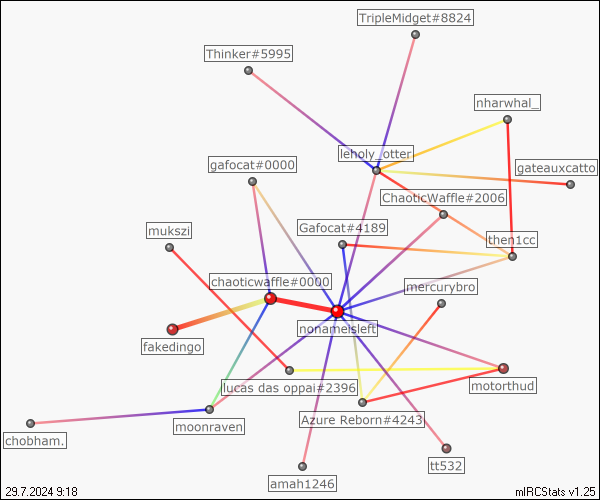 TripleMidget#8824
Thinker#5995
nharwhal_
leholy_otter
gafocat#0000
gateauxcatto
ChaoticWaffle#2006
Gafocat#4189
mukszi
then1cc
chaoticwaffle#0000
mercurybro
nonameisleft
fakedingo
lucas das oppai#2396
motorthud
Azure Reborn#4243
moonraven
chobham.
tt532
amah1246
29.7.2024 9:18
mIRCStats v1.25